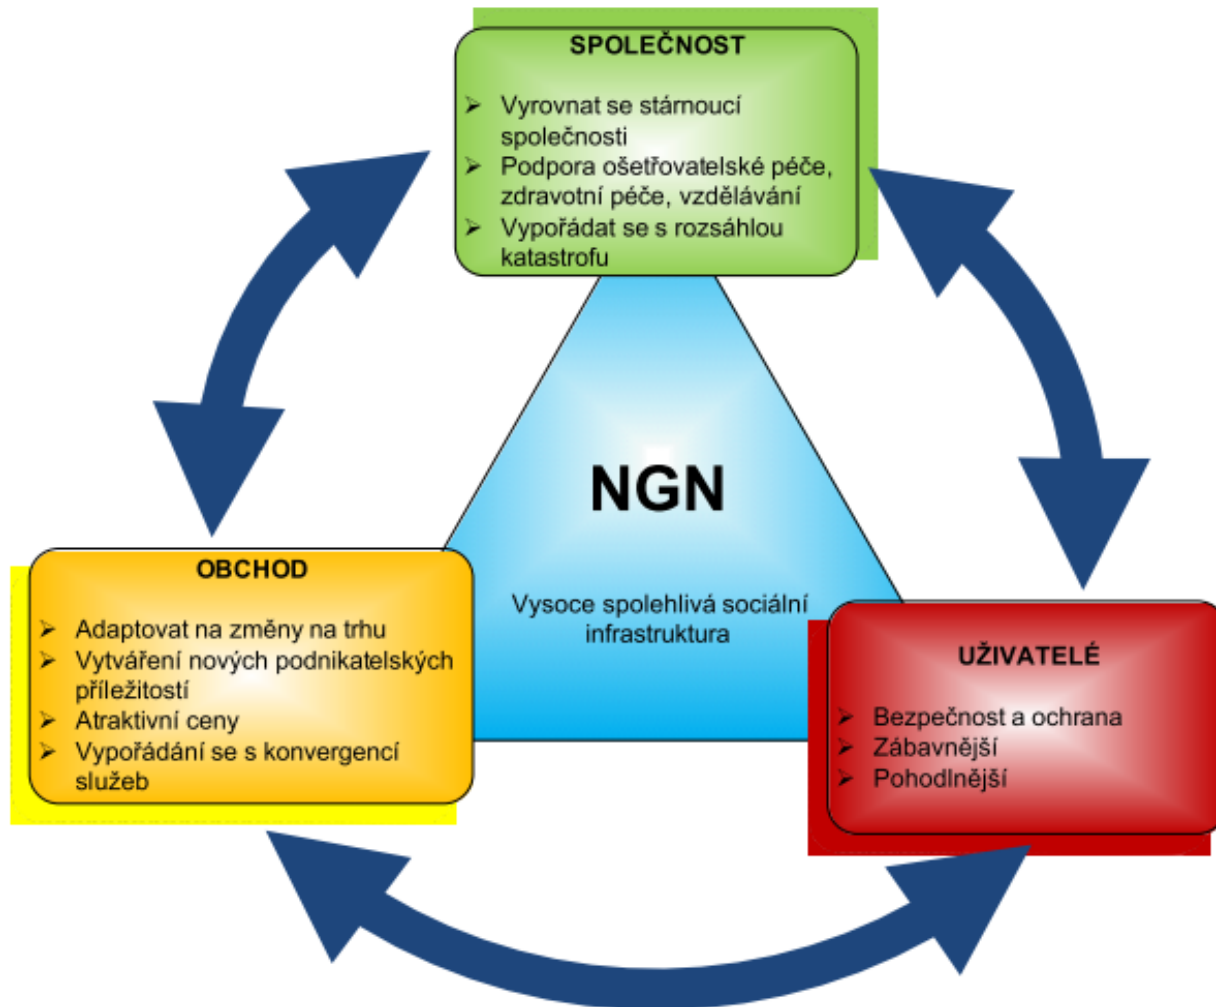 SPOLEČNOST
➢ Vyrovnat se stárnoucí
společnosti
➢ Podpora ošetřovatelské péče,
zdravotní péče, vzdělávání
➢ Vypořádat se s rozsáhlou
katastrofu
NGN
Vysoce spolehlivá sociální
infrastruktura
OBCHOD
➢ Adaptovat na změny na trhu
➢ Vytváření nových podnikatelských
příležitostí
➢ Atraktivní ceny
➢ Vypořádání se s konvergencí
služeb
UŽIVATELÉ
➢ Bezpečnost a ochrana
➢ Zábavnější
➢ Pohodlnější